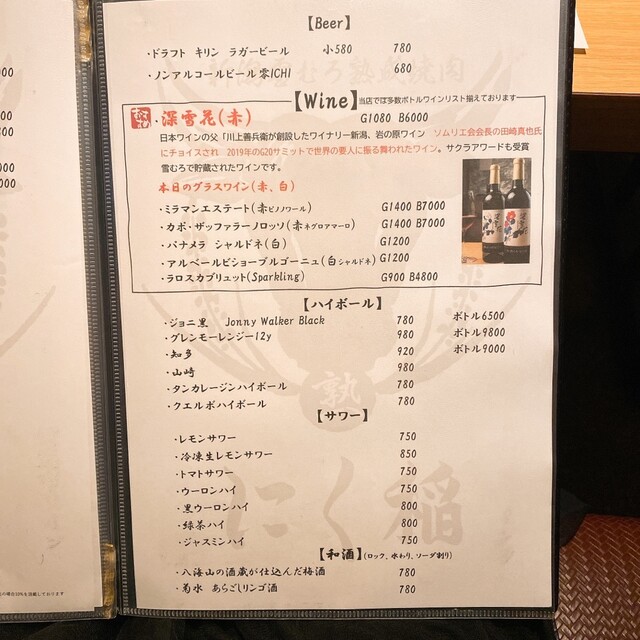 【Beer】
・ドラフト キリン ラガービール 小580 780
・ノンアルコールビール 零ICHI 680
【Wine】当店でほ多数ボトルワインリスト揃えております
・深雪花(赤) G1080 B6000
日本ワインの父「川上善兵衛が創設したワイナリー新潟、岩の原ワイン ソムリエ会会長の田崎真也氏
にチョイスされ 2019年のG20サミットで世界の要人に振る舞われたワイン。サクラアワードも受賞
雪むろで貯蔵されたワインです。
本日のグラスワイン(赤、白)
・ミラマンエステート(赤ピノノワール) G1400 B7000
・カポ・ザッファラーノロッソ(赤ネグロアマーロ) G1400 B7000
・パナメラ シャルドネ(白) G1200
・アルベールビショーブルゴーニュ(白シャルドネ) G1200
・ラロスカブリュット(Sparkling) G900 B4800
【ハイボール】
・ジョニ黒 Jonny Walker Black 780 ボトル6500
・グレンモーレンジー12y 980 ボトル9800
・知多 920 ボトル9000
・山崎 980
・タンカレージンハイボール 780
・クエルボハイボール 780
【サワー】
・レモンサワー 750
・冷凍生レモンサワー 850
・トマトサワー 750
・ウーロンハイ 750
・黒ウーロンハイ 800
・緑茶ハイ 800
・ジャスミンハイ 750
【和酒】(ロック、水わり、ソーダ割り)
・八海山の酒蔵が仕込んだ梅酒 780
・菊水 あらごしリンゴ酒 780
熟
にく稲